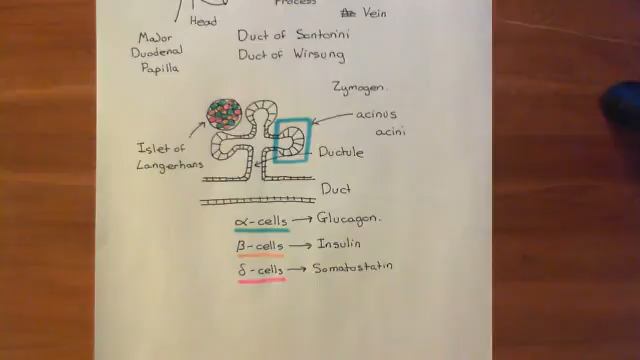 Process
Vein
Head
Major
Duodenal
Papilla
Duct of Santorini
Duct of Wirsung
Zymogen
acinus
acini
Islet of
Langerhans
Ductule
Duct
α-cells → Glucagon.
β-cells → Insulin
δ-cells → Somatostatin